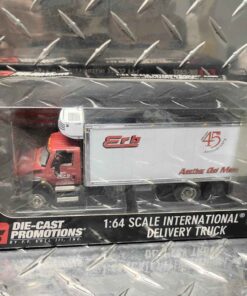 Erb
45
DIE-CAST
PROMOTIONS
1:64 SCALE INTERNATIONAL®
DELIVERY TRUCK